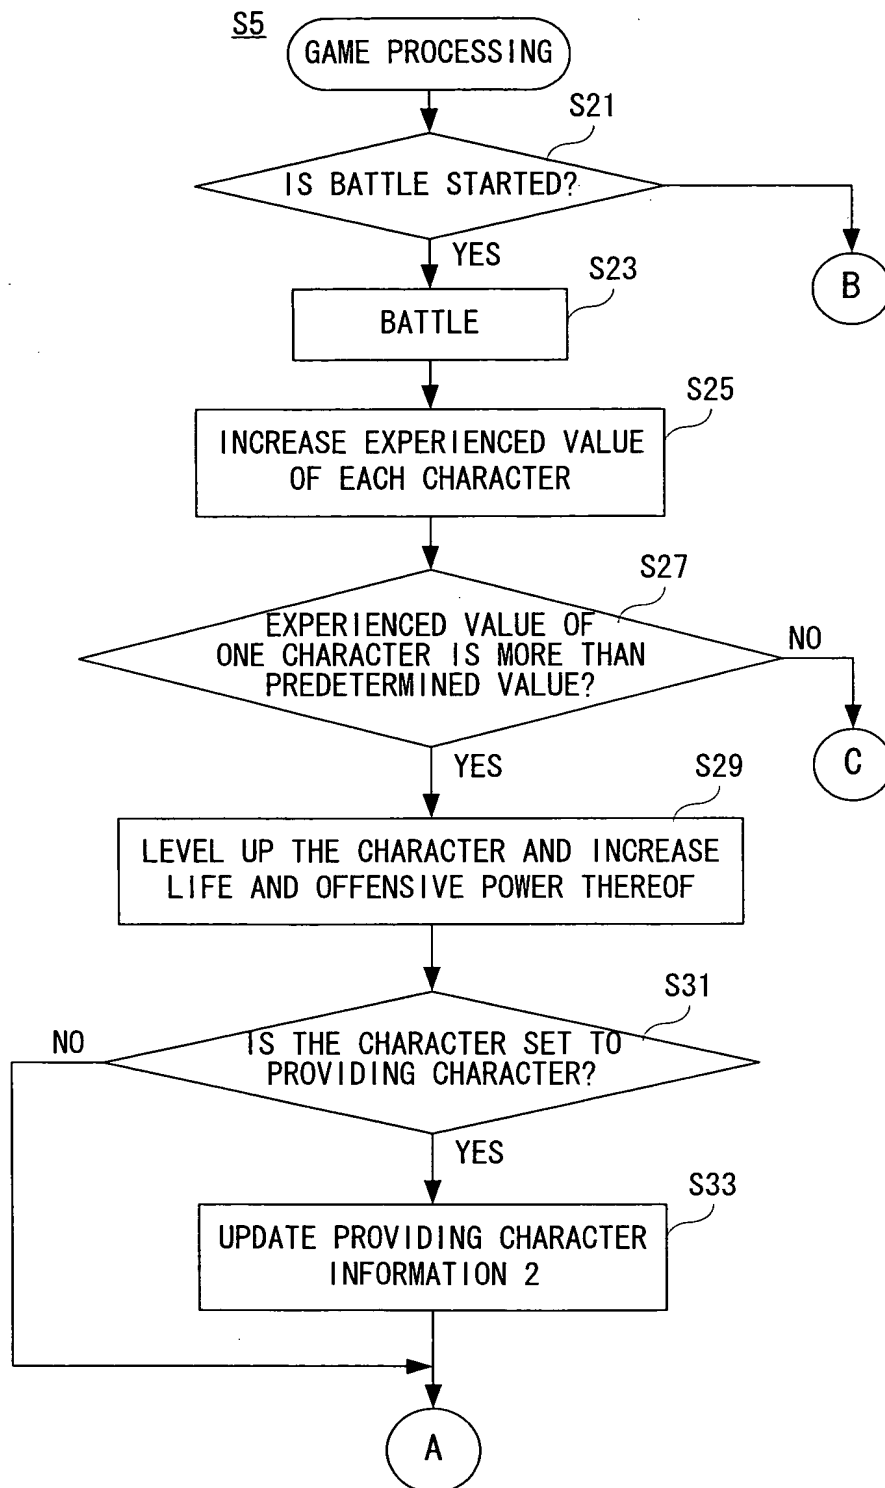 S5
GAME PROCESSING
S21
IS BATTLE STARTED?
YES
B
S23
BATTLE
S25
INCREASE EXPERIENCED VALUE
OF EACH CHARACTER
S27
EXPERIENCED VALUE OF
ONE CHARACTER IS MORE THAN
PREDETERMINED VALUE?
NO
YES
C
S29
LEVEL UP THE CHARACTER AND INCREASE
LIFE AND OFFENSIVE POWER THEREOF
S31
NO
IS THE CHARACTER SET TO
PROVIDING CHARACTER?
YES
S33
UPDATE PROVIDING CHARACTER
INFORMATION 2
A